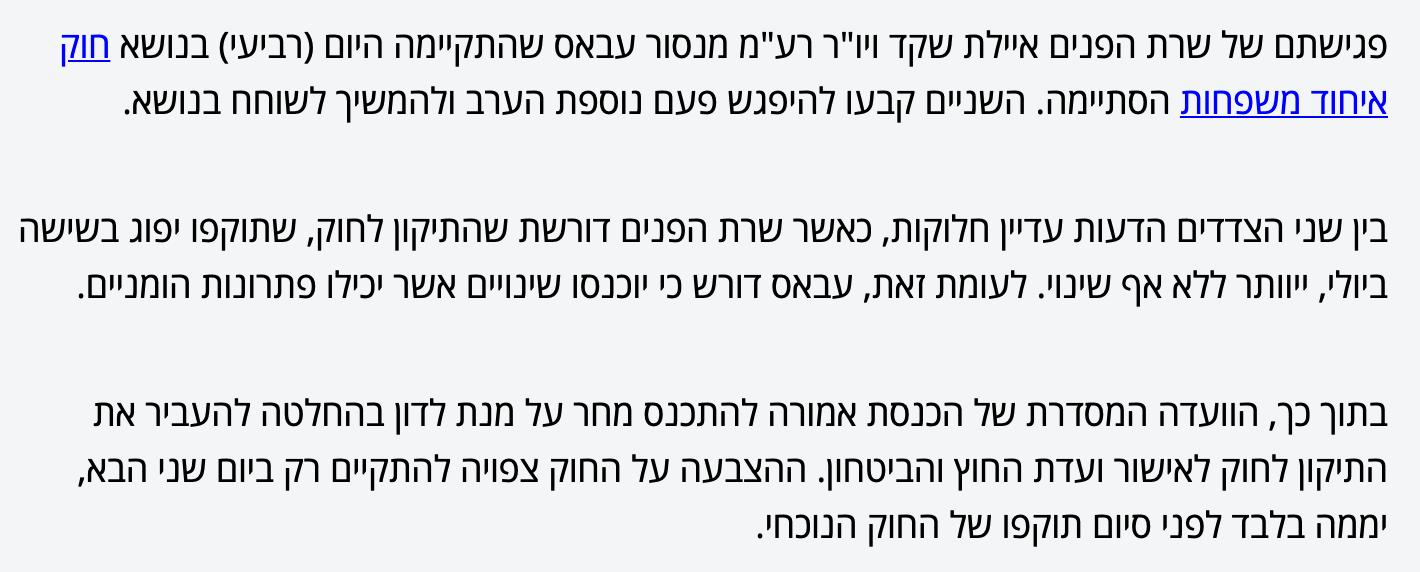 פגישתם של שרת הפנים איילת שקד ויו"ר רע"מ מנסור עבאס שהתקיימה היום (רביעי) בנושא חוק
איחוד משפחות הסתיימה. השניים קבעו להיפגש פעם נוספת הערב ולהמשיך לשוחח בנושא.
בין שני הצדדים הדעות עדיין חלוקות, כאשר שרת הפנים דורשת שהתיקון לחוק, שתוקפו יפוג בשישה
ביולי, ייוותר ללא אף שינוי. לעומת זאת, עבאס דורש כי יוכנסו שינויים אשר יכילו פתרונות הומניים.
בתוך כך, הוועדה המסדרת של הכנסת אמורה להתכנס מחר על מנת לדון בהחלטה להעביר את
התיקון לחוק לאישור ועדת החוץ והביטחון. ההצבעה על החוק צפויה להתקיים רק ביום שני הבא,
יממה בלבד לפני סיום תוקפו של החוק הנוכחי.